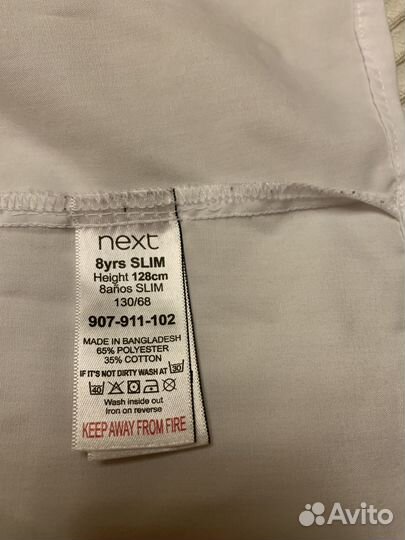 next
8yrs SLIM
Height 128cm
8años SLIM
130/68
907-911-102
MADE IN BANGLADESH
65% POLYESTER
35% COTTON
IF IT'S NOT DIRTY WASH AT 30
40
Wash inside out
Iron on reverse
KEEP AWAY FROM FIRE
Avito